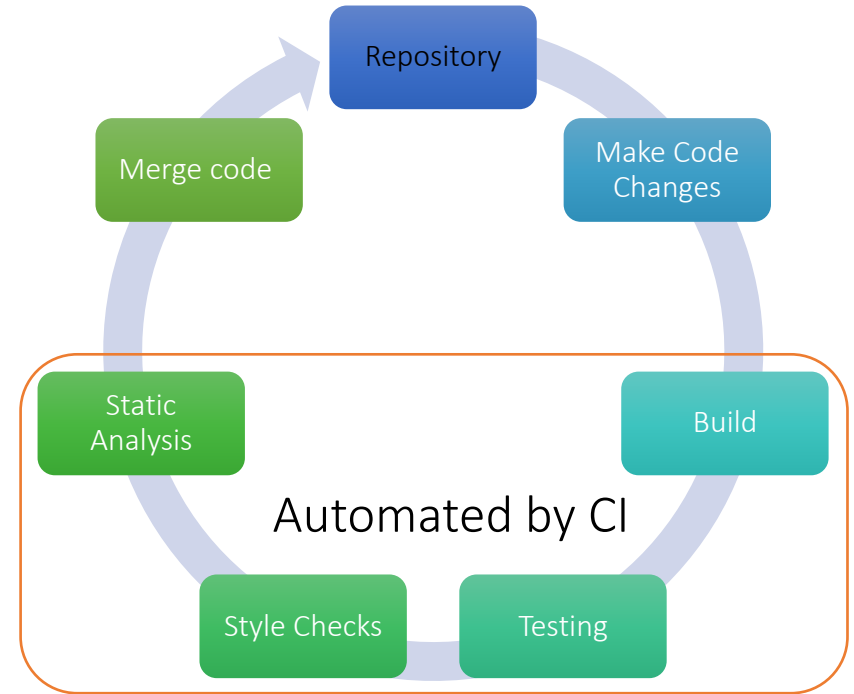 Repository
Make Code
Changes
Build
Testing
Style Checks
Static
Analysis
Merge code
Automated by CI